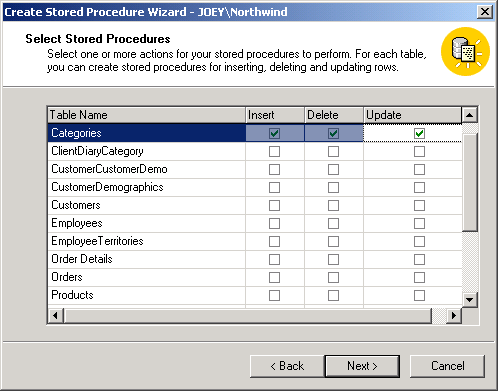 Create Stored Procedure Wizard - JOEY\Northwind
Select Stored Procedures
Select one or more actions for your stored procedures to perform. For each table,
you can create stored procedures for inserting, deleting and updating rows.
Table Name Insert Delete Update
Categories
ClientDiaryCategory
CustomerCustomerDemo
CustomerDemographics
Customers
Employees
EmployeeTerritories
Order Details
Orders
Products
< Back Next > Cancel